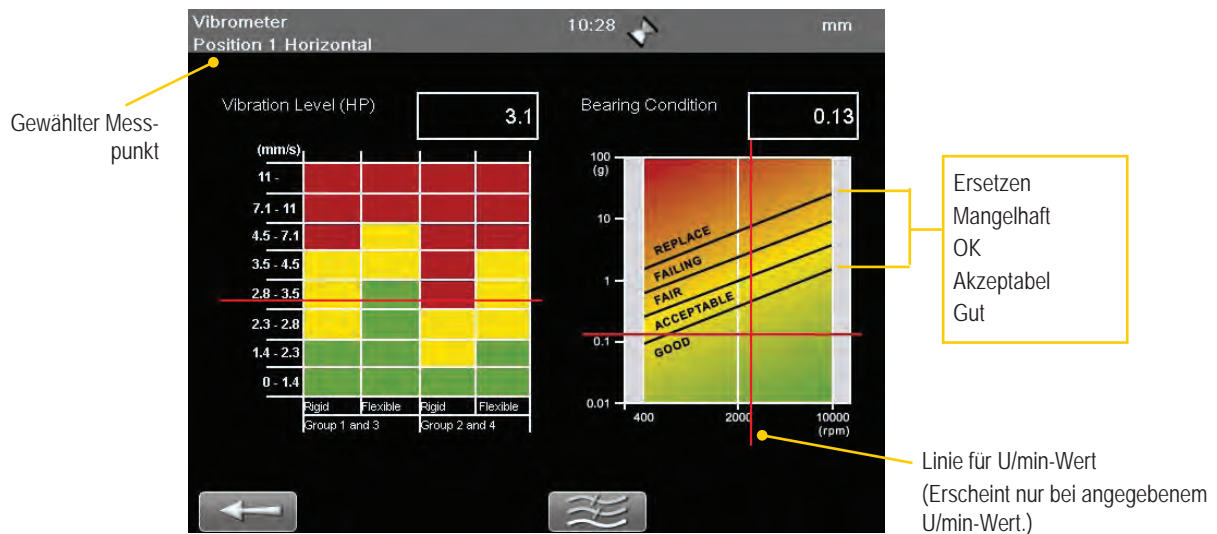 Vibrometer
Position 1 Horizontal
10:28
mm
Gewählter Mess-
punkt
Vibration Level (HP)
3.1
(mm/s)
11 -
7.1 - 11
4.5 - 7.1
3.5 - 4.5
2.8 - 3.5
2.3 - 2.8
1.4 - 2.3
0 - 1.4
Rigid Flexible Rigid Flexible
Group 1 and 3 Group 2 and 4
Bearing Condition
0.13
100
(g)
10
1
0.1
0.01
REPLACE
FAILING
FAIR
ACCEPTABLE
GOOD
400 2000 10000
(rpm)
Ersetzen
Mangelhaft
OK
Akzeptabel
Gut
Linie für U/min-Wert
(Erscheint nur bei angegebenem
U/min-Wert.)